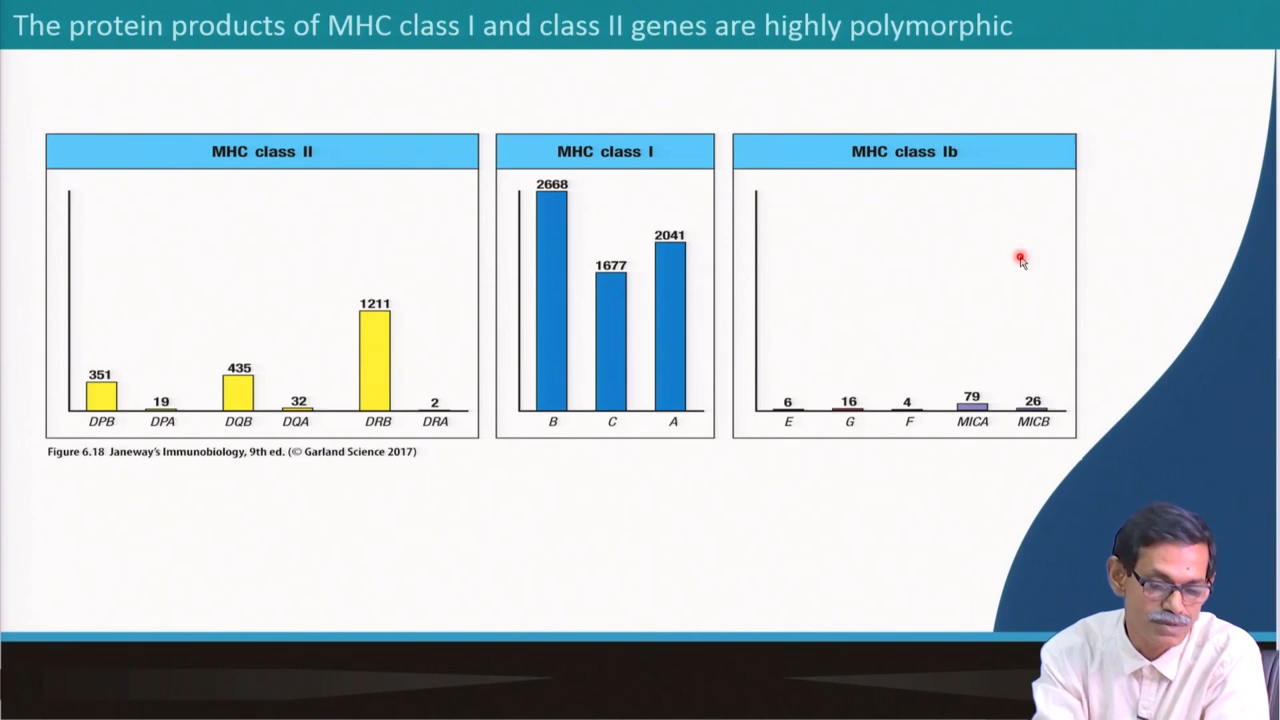 The protein products of MHC class I and class II genes are highly polymorphic
MHC class II
351
19
435
32
1211
2
DPB DPA DQB DQA DRB DRA
MHC class I
2668
1677
2041
B C A
MHC class Ib
6
16
4
79
26
E G F MICA MICB
Figure 6.18 Janeway's Immunobiology, 9th ed. (© Garland Science 2017)